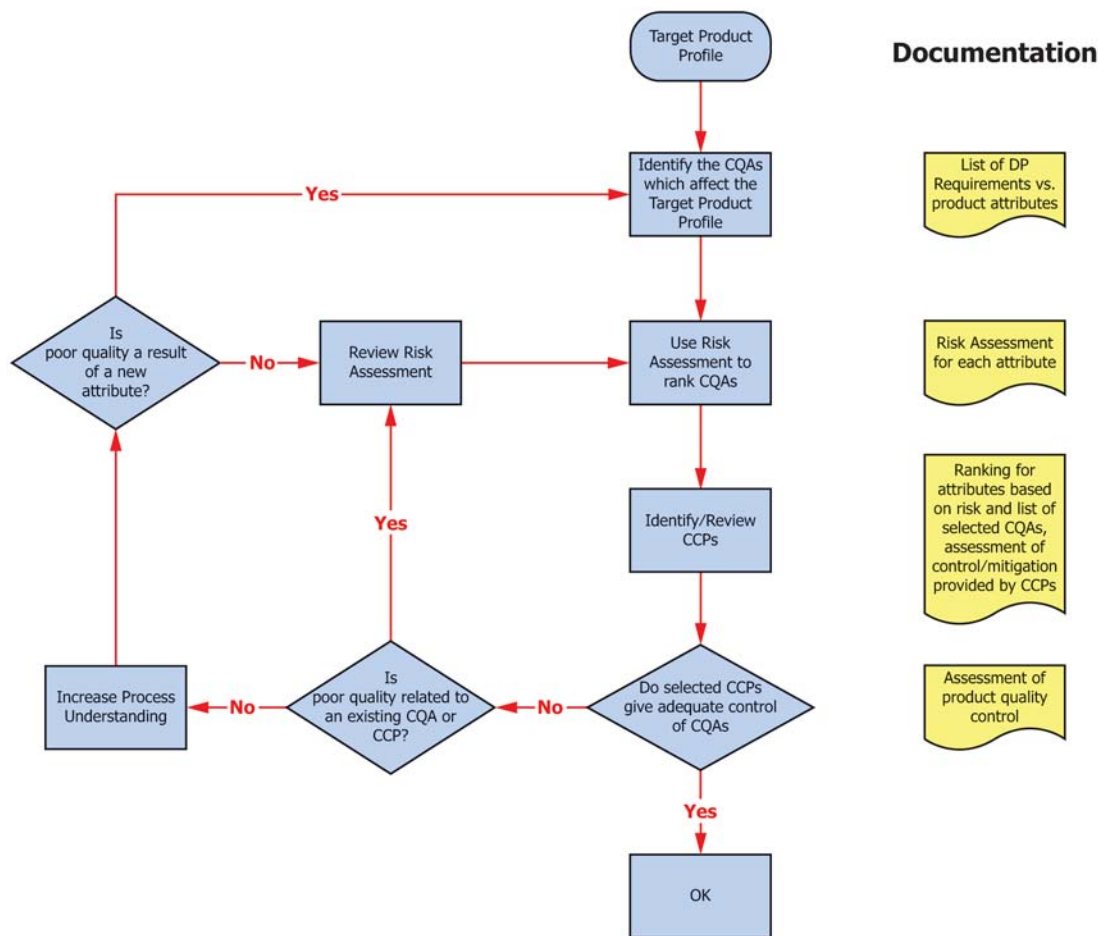 Target Product
Profile
Documentation
Identify the CQAs
which affect the
Target Product
Profile
List of DP
Requirements vs.
product attributes
Yes
Is
poor quality a result
of a new
attribute?
No
Review Risk
Assessment
Use Risk
Assessment to
rank CQAs
Risk Assessment
for each attribute
Yes
Identify/Review
CCPs
Ranking for
attributes based
on risk and list of
selected CQAs,
assessment of
control/mitigation
provided by CCPs
Increase Process
Understanding
No
Is
poor quality related to
an existing CQA or
CCP?
No
Do selected CCPs
give adequate control
of CQAs
Assessment of
product quality
control
Yes
OK